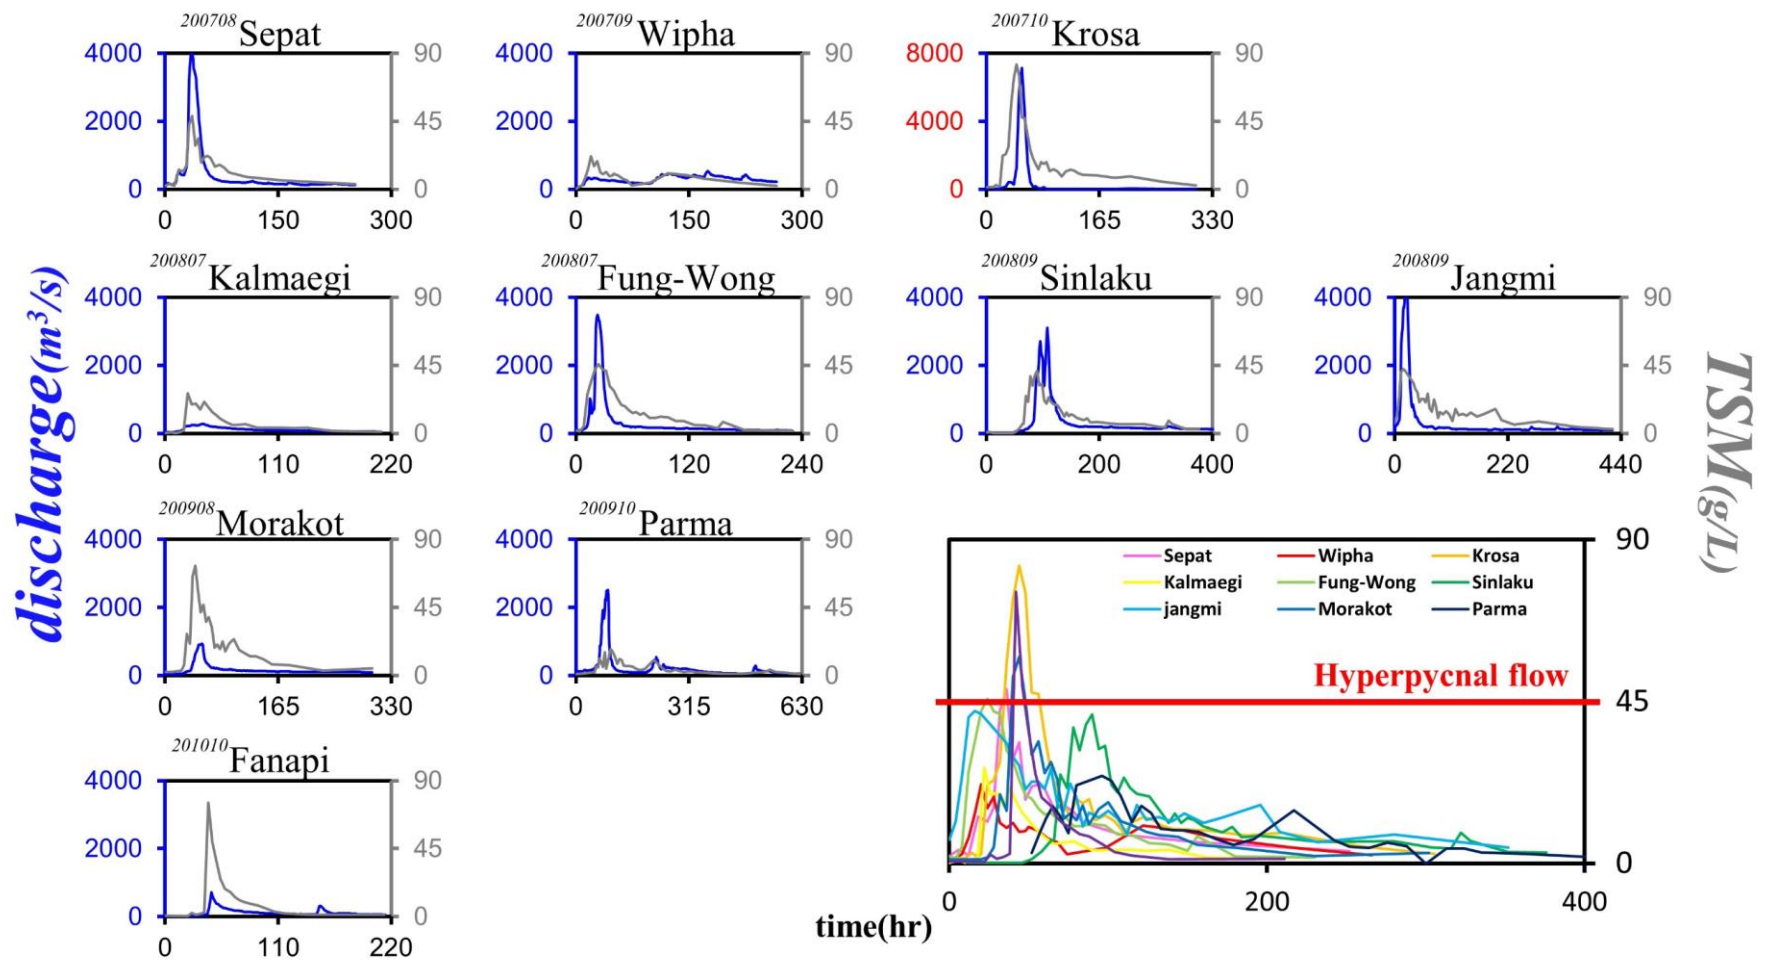 200708 Sepat 200709 Wipha 200710 Krosa
4000 90 4000 90 8000 90
2000 45 2000 45 4000 45
0 0 0 0 0 0
0 150 300 0 150 300 0 165 330
200807 Kalmaegi 200807 Fung-Wong 200809 Sinlaku 200809 Jangmi
4000 90 4000 90 4000 90 4000 90
2000 45 2000 45 2000 45 2000 45
0 0 0 0 0 0 0 0
0 110 220 0 120 240 0 200 400 0 220 440
discharge(m³/s)
TSM(g/L)
200908 Morakot 200910 Parma
4000 90 4000 90
2000 45 2000 45
0 0 0 0
0 165 330 0 315 630
201010 Fanapi
4000 90
2000 45
0 0
0 110 220
90
Sepat Wipha Krosa
Kalmaegi Fung-Wong Sinlaku
jangmi Morakot Parma
Hyperpycnal flow
45
0
0 200 400
time(hr)